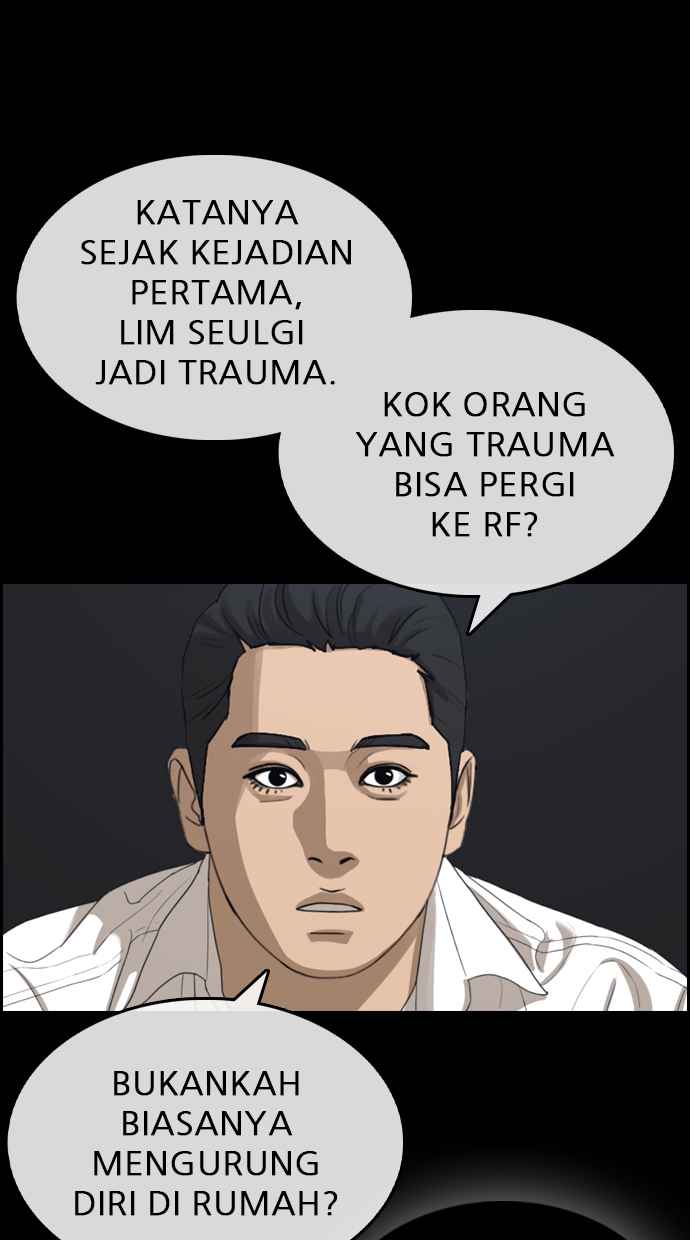 KATANYA
SEJAK KEJADIAN
PERTAMA,
LIM SEULGI
JADI TRAUMA.
KOK ORANG
YANG TRAUMA
BISA PERGI
KE RF?
BUKANKAH
BIASANYA
MENGURUNG
DIRI DI RUMAH?